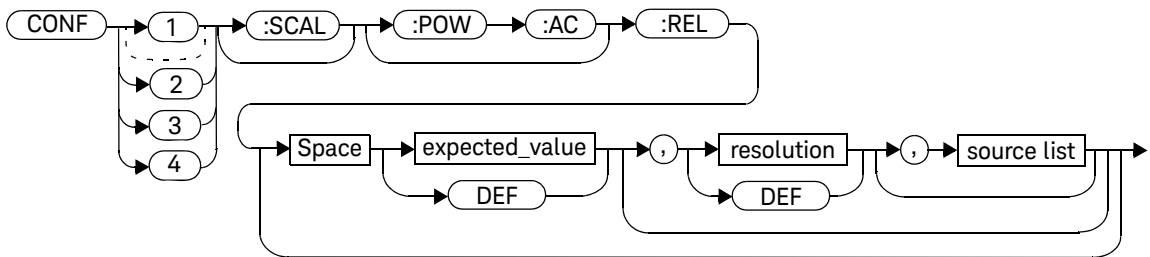 CONF 1 :SCAL :POW :AC :REL
2
3
4
Space expected_value , resolution , source list
DEF DEF